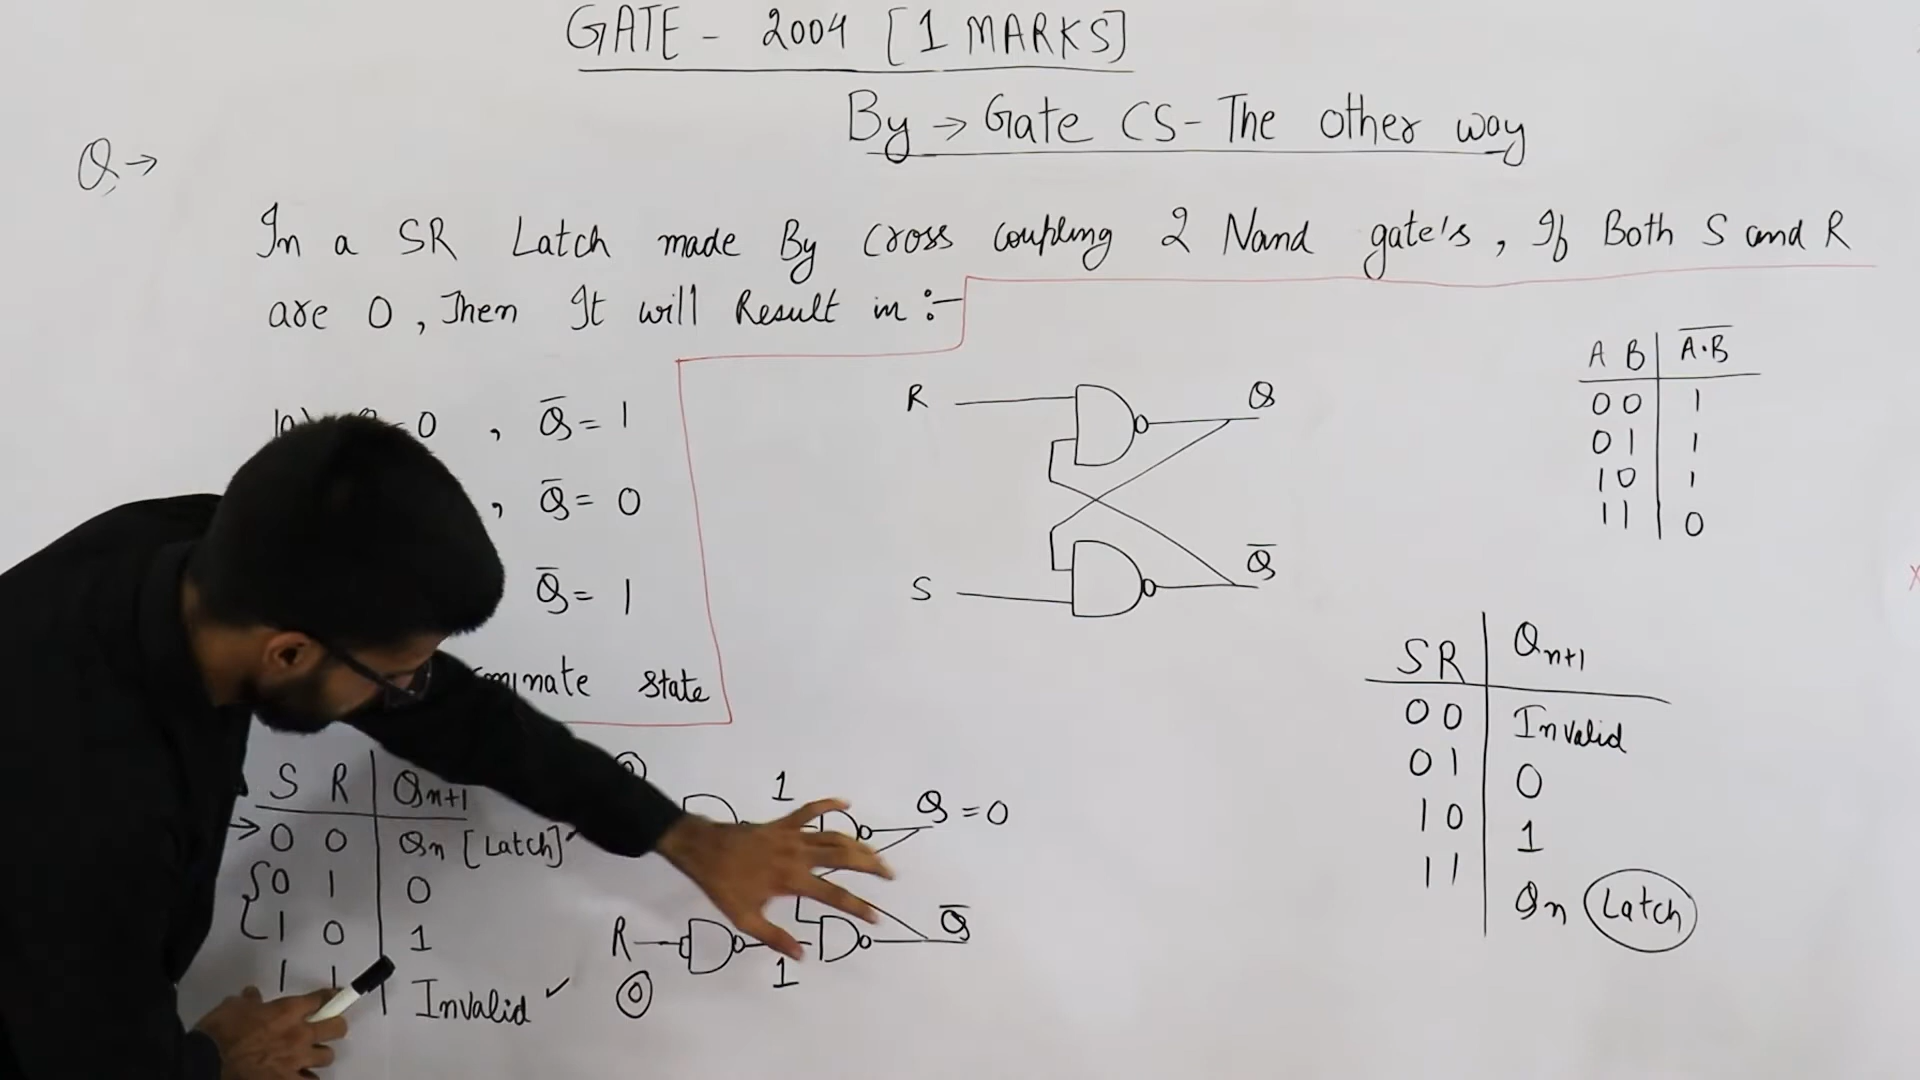 GATE - 2004 [1 MARKS]
By → Gate CS - The other way
Q →
In a SR Latch made By Cross coupling 2 Nand gate's, If Both S and R
are 0, Then It will Result in :-
0 , Q̅ = 1
, Q̅ = 0
Q̅ = 1
state
R
Q
S
Q̅
A B | A·B̅
0 0 | 1
0 1 | 1
1 0 | 1
1 1 | 0
S R | Qn+1
0 0 | Invalid
0 1 | 0
1 0 | 1
1 1 | Qn Latch
S R | Qn+1
→ 0 0 | Qn [Latch]
0 1 | 0
1 0 | 1
1 1 | Invalid ✓
1
Q = 0
R
Q̅
1
0